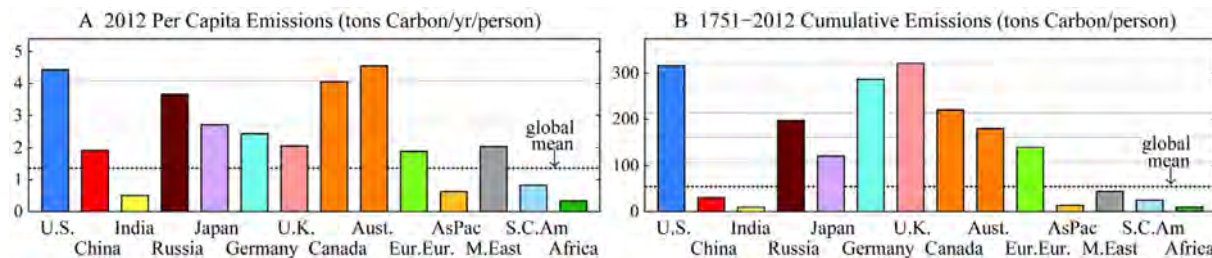 A 2012 Per Capita Emissions (tons Carbon/yr/person)
5
4
3
2
1
0
global
mean
U.S. India Japan U.K. Aust. AsPac S.C.Am
China Russia Germany Canada Eur.Eur. M.East Africa
B 1751−2012 Cumulative Emissions (tons Carbon/person)
300
200
100
0
global
mean
U.S. India Japan U.K. Aust. AsPac S.C.Am
China Russia Germany Canada Eur.Eur. M.East Africa